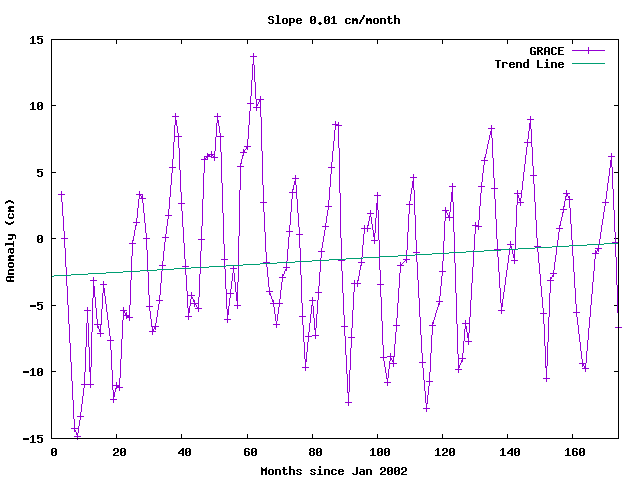 Slope 0.01 cm/month
GRACE
Trend Line
15
10
5
0
-5
-10
-15
Anomaly (cm)
0 20 40 60 80 100 120 140 160
Months since Jan 2002